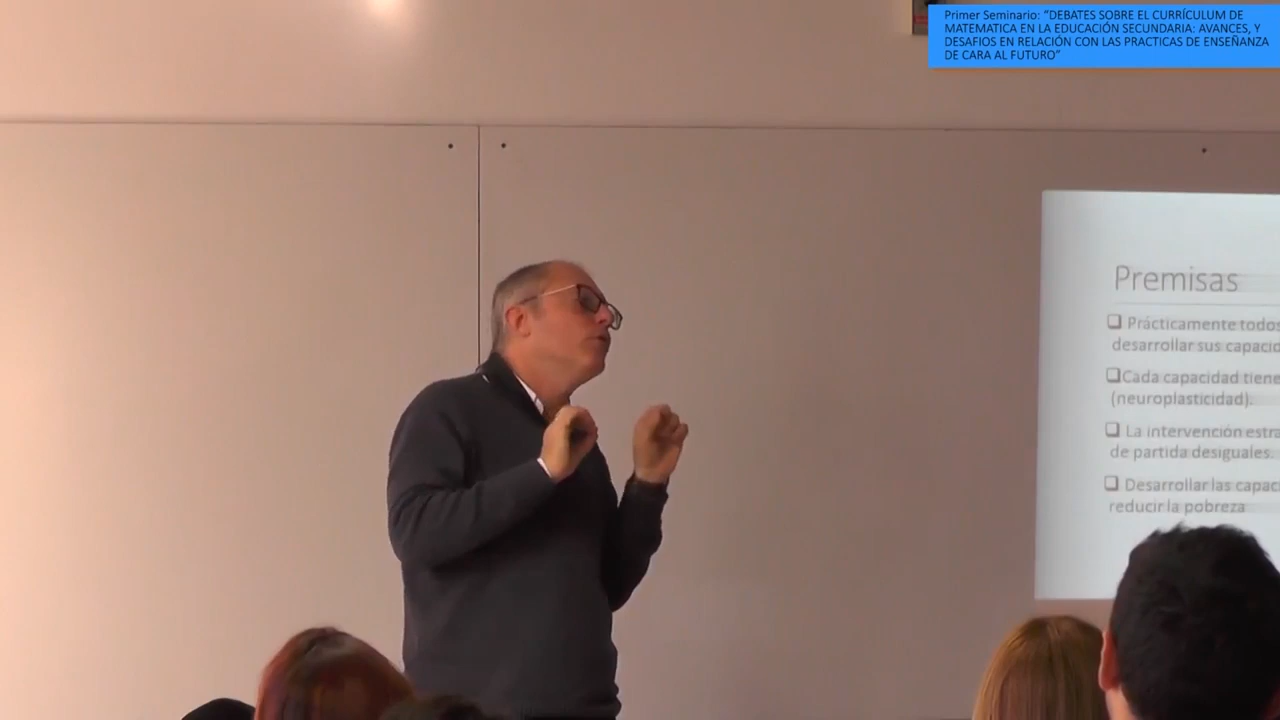 Primer Seminario: "DEBATES SOBRE EL CURRÍCULUM DE
MATEMATICA EN LA EDUCACIÓN SECUNDARIA: AVANCES, Y
DESAFIOS EN RELACIÓN CON LAS PRACTICAS DE ENSEÑANZA
DE CARA AL FUTURO"
Premisas
Prácticamente todos
desarrollar sus capacid
Cada capacidad tiene
(neuroplasticidad).
La intervención estra
de partida desiguales.
Desarrollar las capac
reducir la pobreza